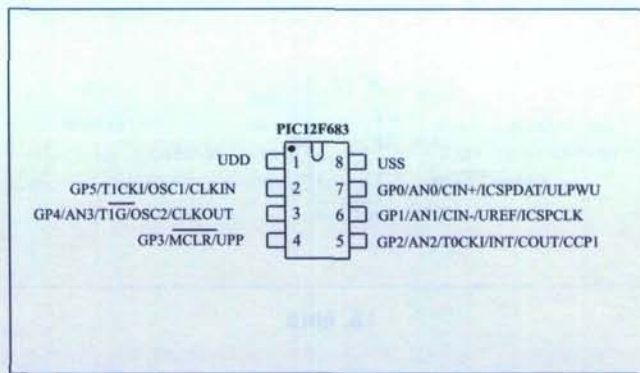 PIC12F683
UDD 1 8 USS
GP5/T1CKI/OSC1/CLKIN 2 7 GP0/AN0/CIN+/ICSPDAT/ULPWU
GP4/AN3/T1G/OSC2/CLKOUT 3 6 GP1/AN1/CIN-/UREF/ICSPCLK
GP3/MCLR/UPP 4 5 GP2/AN2/T0CKI/INT/COUT/CCP1